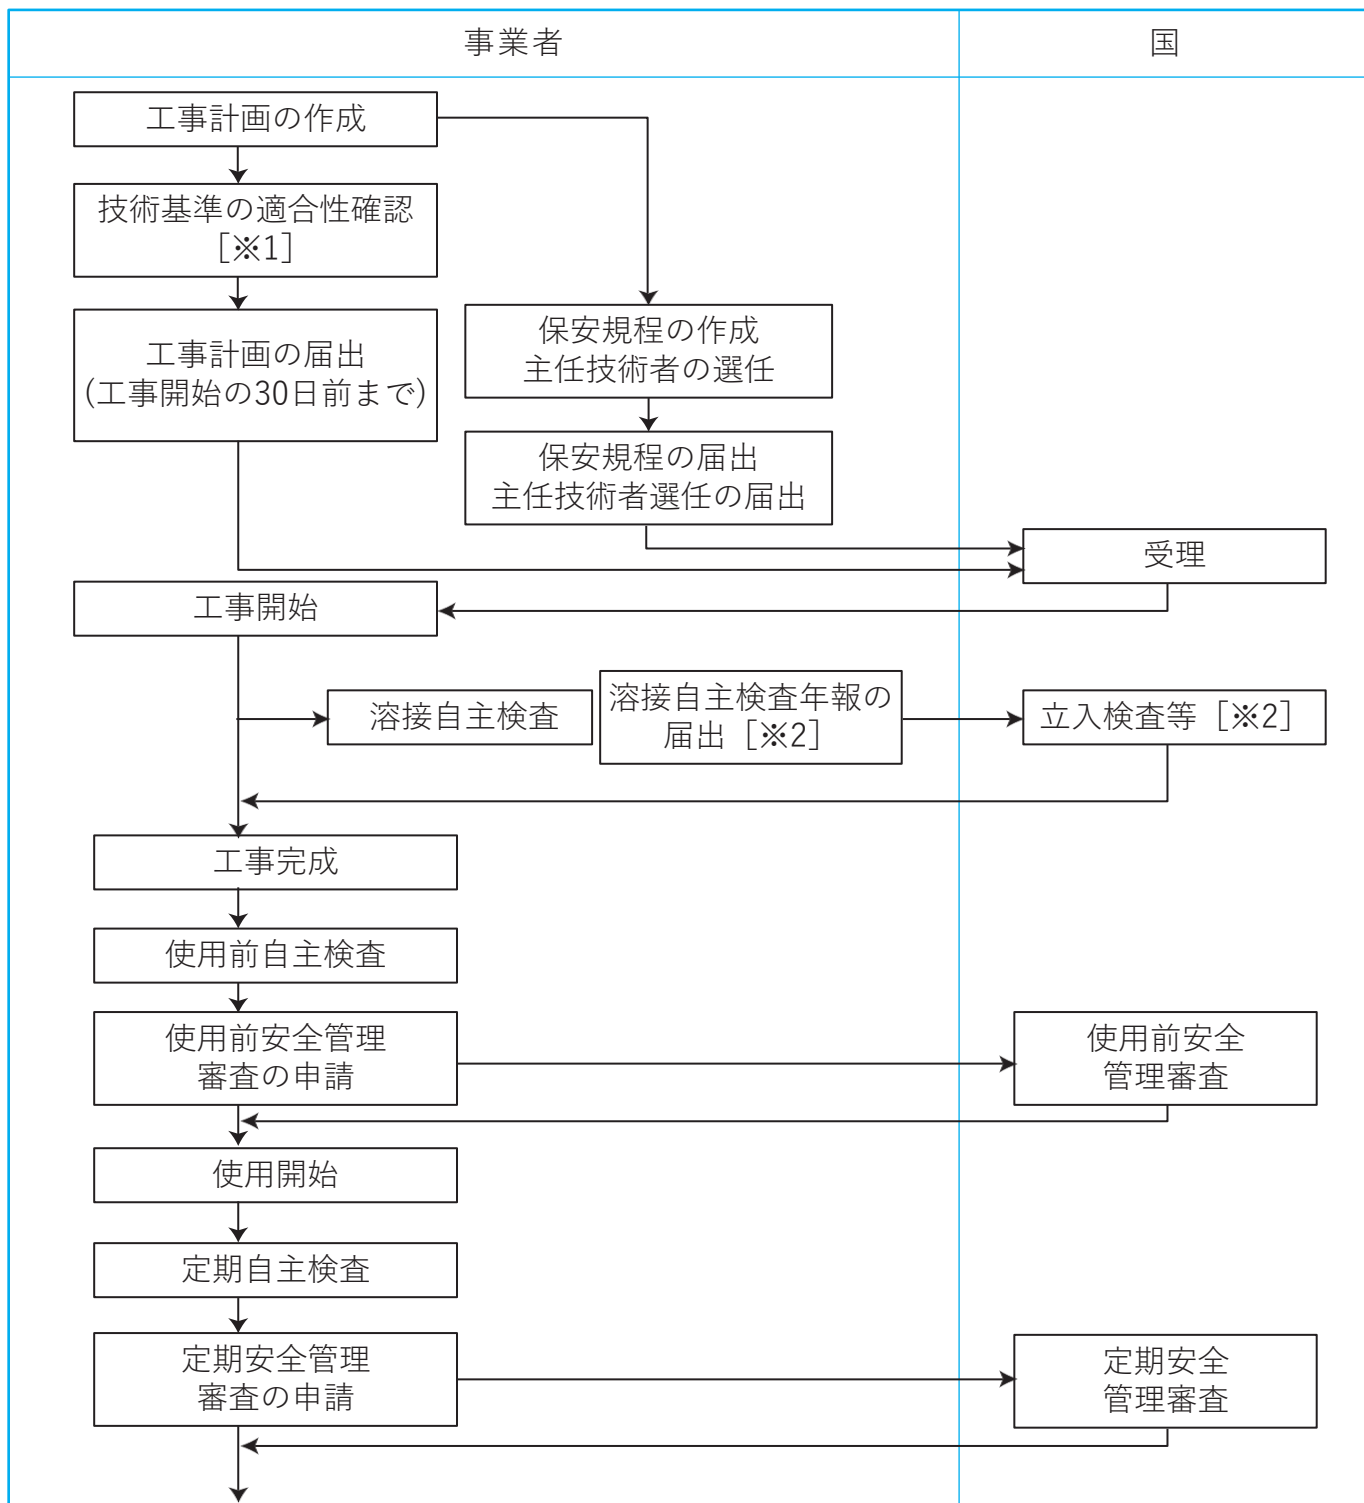 事業者
国
工事計画の作成
技術基準の適合性確認
［※1］
工事計画の届出
(工事開始の30日前まで)
保安規程の作成
主任技術者の選任
保安規程の届出
主任技術者選任の届出
受理
工事開始
溶接自主検査
溶接自主検査年報の
届出［※2］
立入検査等［※2］
工事完成
使用前自主検査
使用前安全管理
審査の申請
使用前安全
管理審査
使用開始
定期自主検査
定期安全管理
審査の申請
定期安全
管理審査